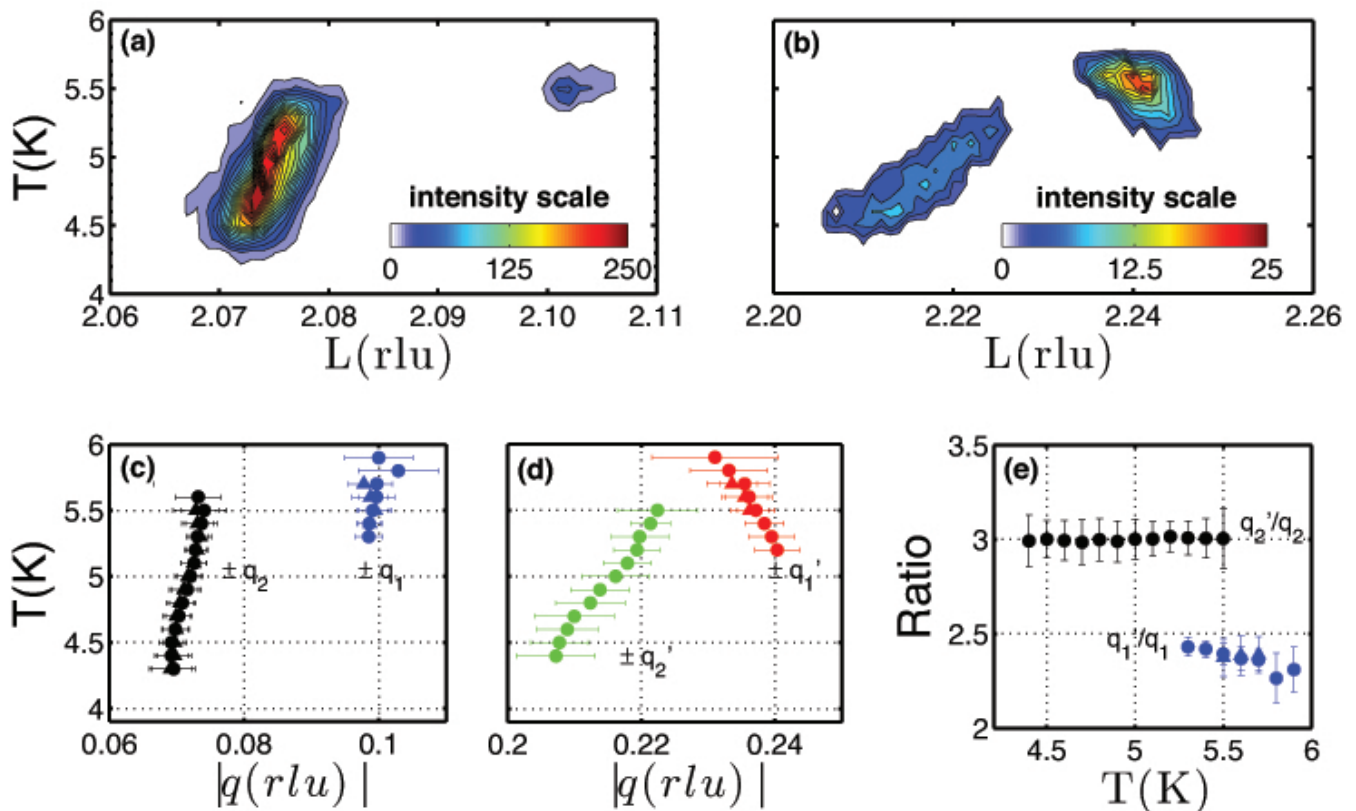 (a)
6
5.5
5
4.5
4
T(K)
intensity scale
0 125 250
2.06 2.07 2.08 2.09 2.10 2.11
L(rlu)
(b)
intensity scale
0 12.5 25
2.20 2.22 2.24 2.26
L(rlu)
(c)
6
5.5
5
4.5
4
T(K)
± q2
± q1
0.06 0.08 0.1
|q(rlu)|
(d)
± q1'
± q2'
0.2 0.22 0.24
|q(rlu)|
(e)
3.5
3
2.5
2
Ratio
q2'/q2
q1'/q1
4.5 5 5.5 6
T(K)